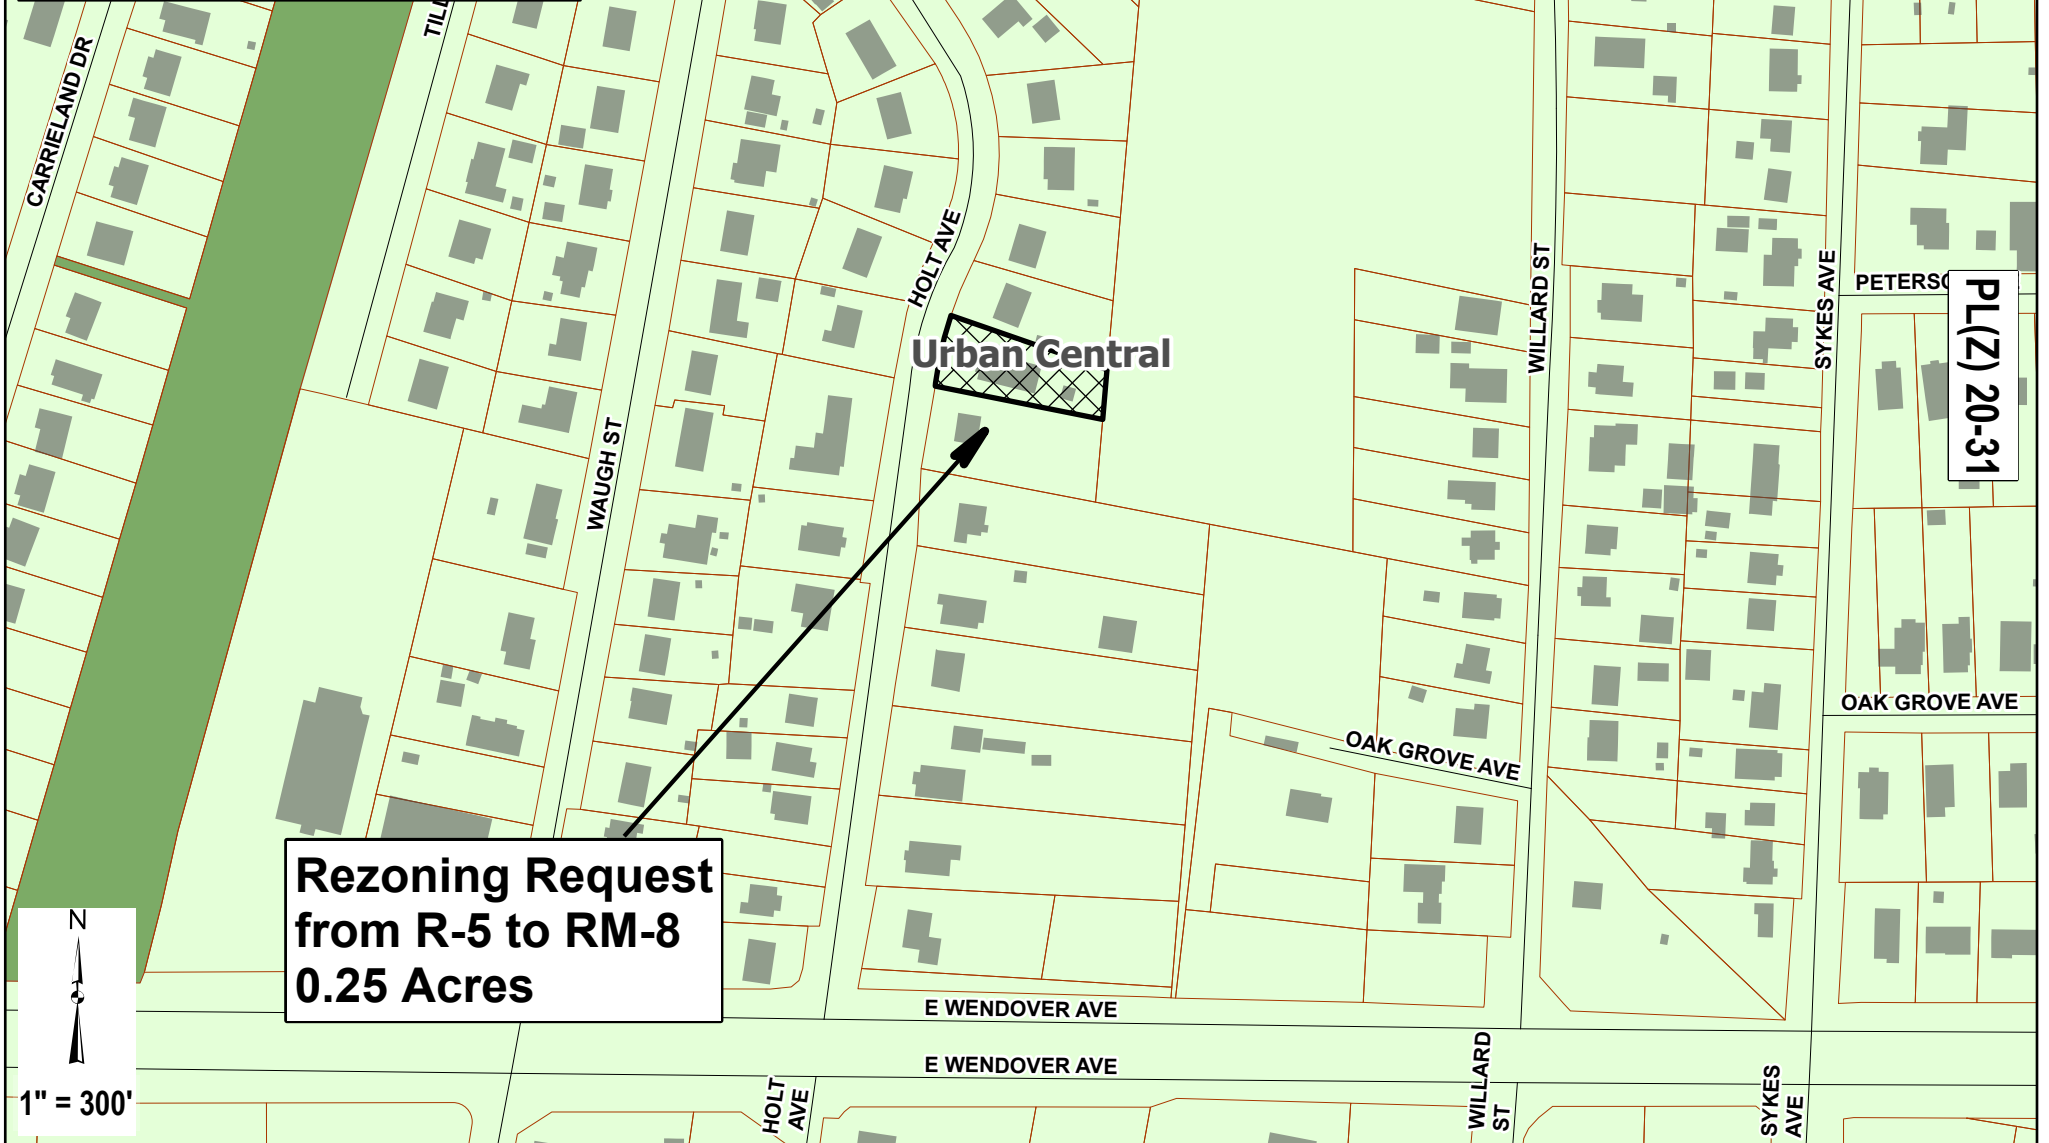 CARRIELAND DR
HOLT AVE
WILLARD ST
SYKES AVE
PL(Z) 20-31
Urban Central
WAUGH ST
OAK GROVE AVE
OAK GROVE AVE
Rezoning Request
from R-5 to RM-8
0.25 Acres
N
1" = 300'
E WENDOVER AVE
E WENDOVER AVE
HOLT
AVE
WILLARD
ST
SYKES
AVE